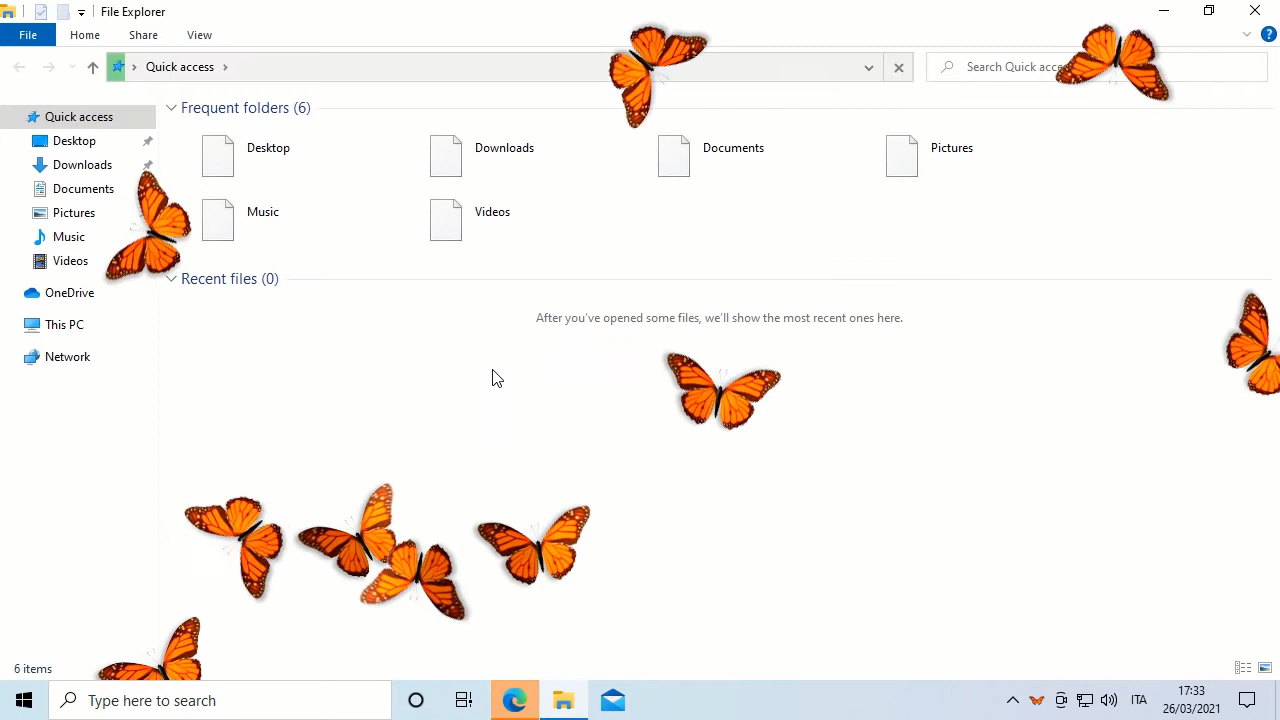 File Explorer
File Home Share View
Quick access
Search Quick
Quick access
Desktop
Downloads
Documents
Pictures
Music
Videos
OneDrive
This PC
Network
Frequent folders (6)
Desktop Downloads Documents Pictures
Music Videos
Recent files (0)
After you've opened some files, we'll show the most recent ones here.
6 items
Type here to search
ITA
17:33
26/03/2021